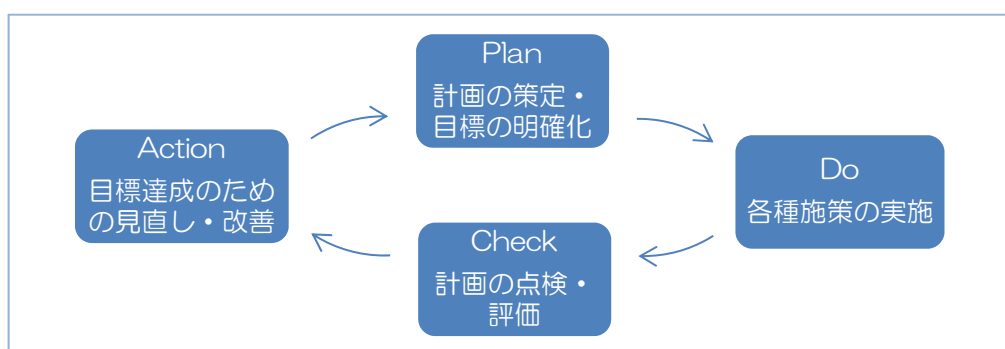 Plan
計画の策定・
目標の明確化
Action
目標達成のため
の見直し・改善
Do
各種施策の実施
Check
計画の点検・
評価